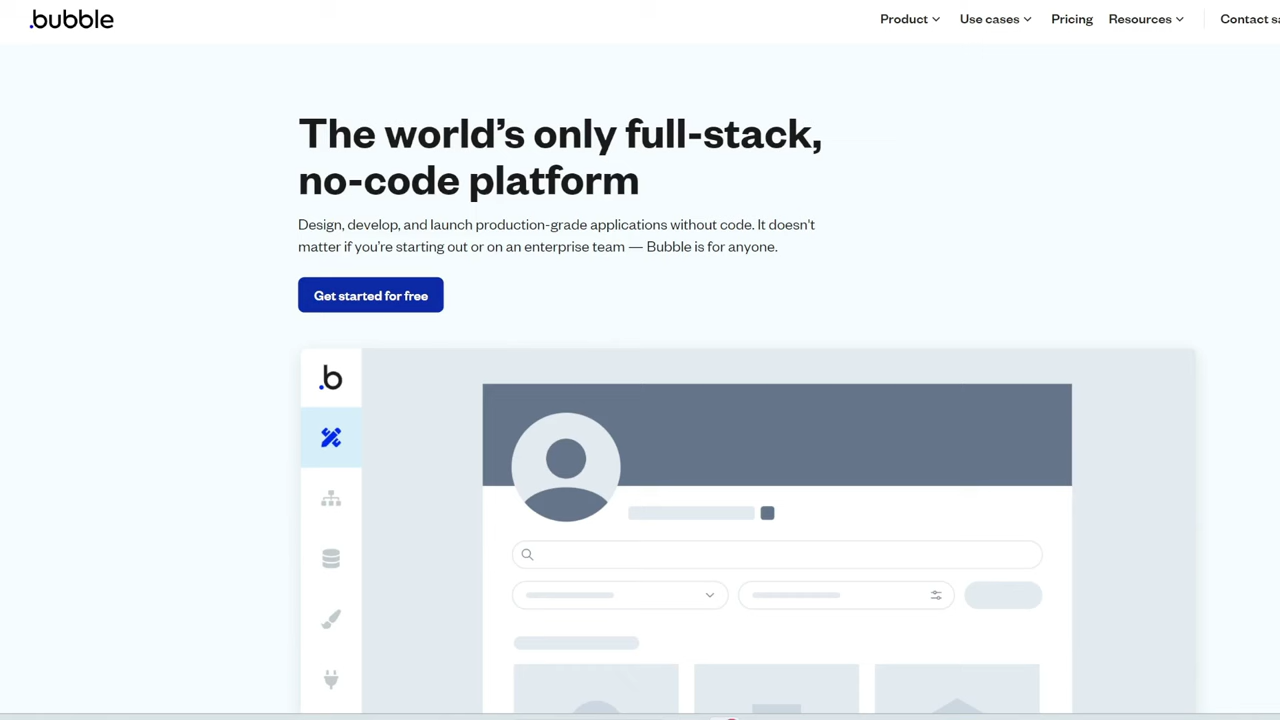 .bubble
Product
Use cases
Pricing
Resources
Contact sa
The world’s only full-stack,
no-code platform
Design, develop, and launch production-grade applications without code. It doesn't
matter if you’re starting out or on an enterprise team — Bubble is for anyone.
Get started for free
.b